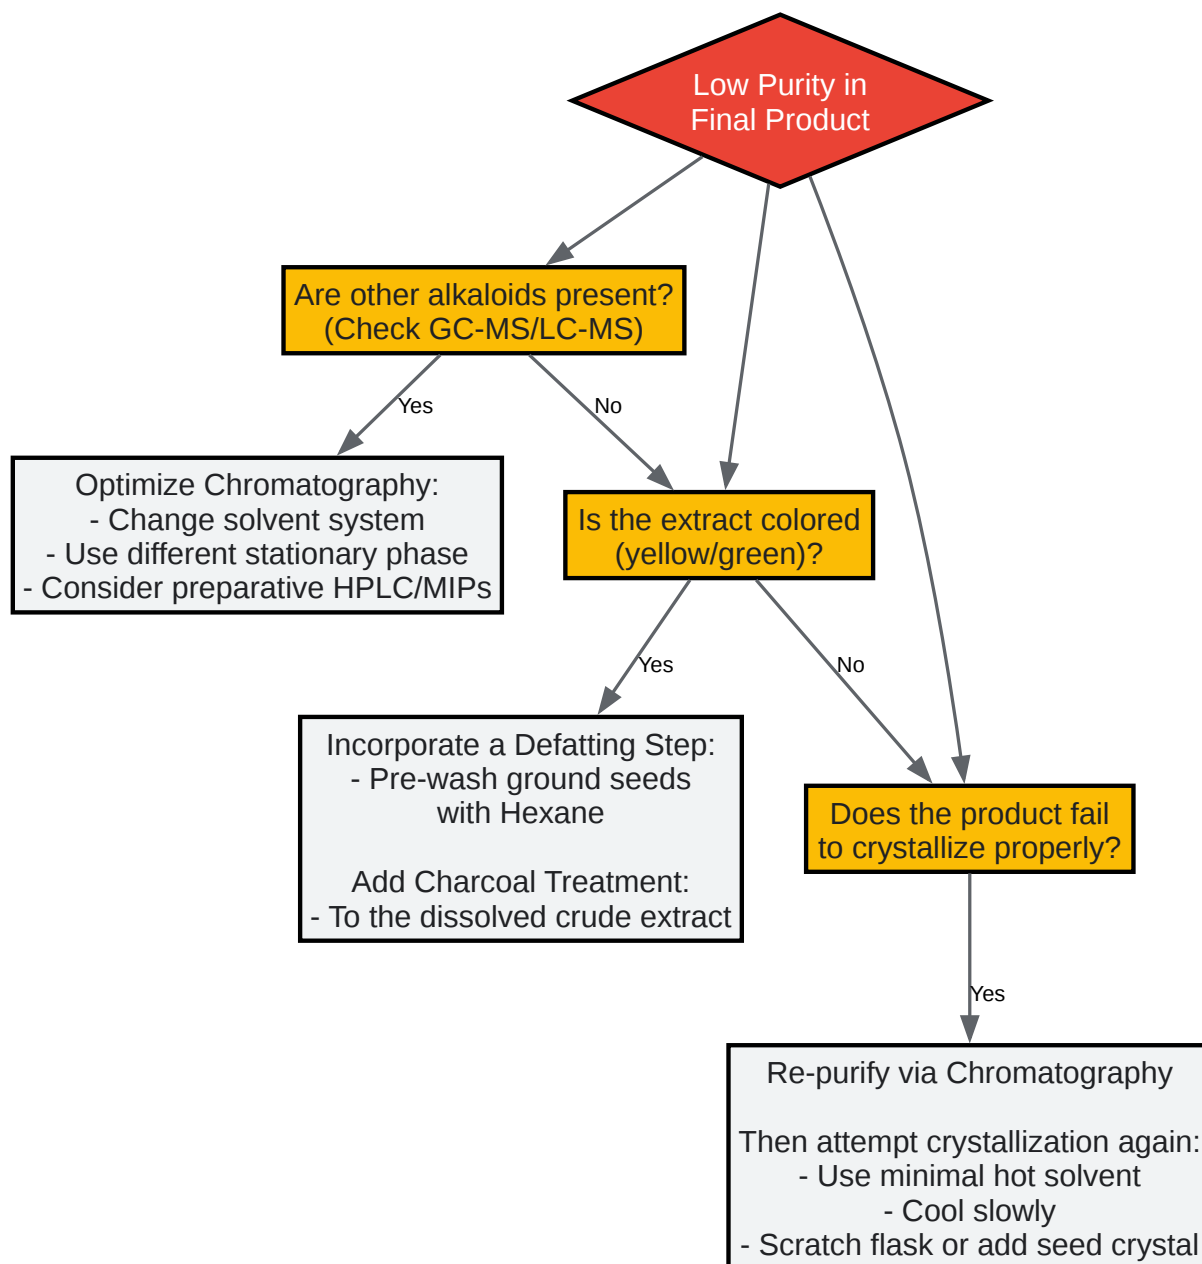 Low Purity in
Final Product
Are other alkaloids present?
(Check GC-MS/LC-MS)
Yes
No
Optimize Chromatography:
- Change solvent system
- Use different stationary phase
- Consider preparative HPLC/MIPs
Is the extract colored
(yellow/green)?
Yes
No
Incorporate a Defatting Step:
- Pre-wash ground seeds
with Hexane
Add Charcoal Treatment:
- To the dissolved crude extract
Does the product fail
to crystallize properly?
Yes
Re-purify via Chromatography
Then attempt crystallization again:
- Use minimal hot solvent
- Cool slowly
- Scratch flask or add seed crystal